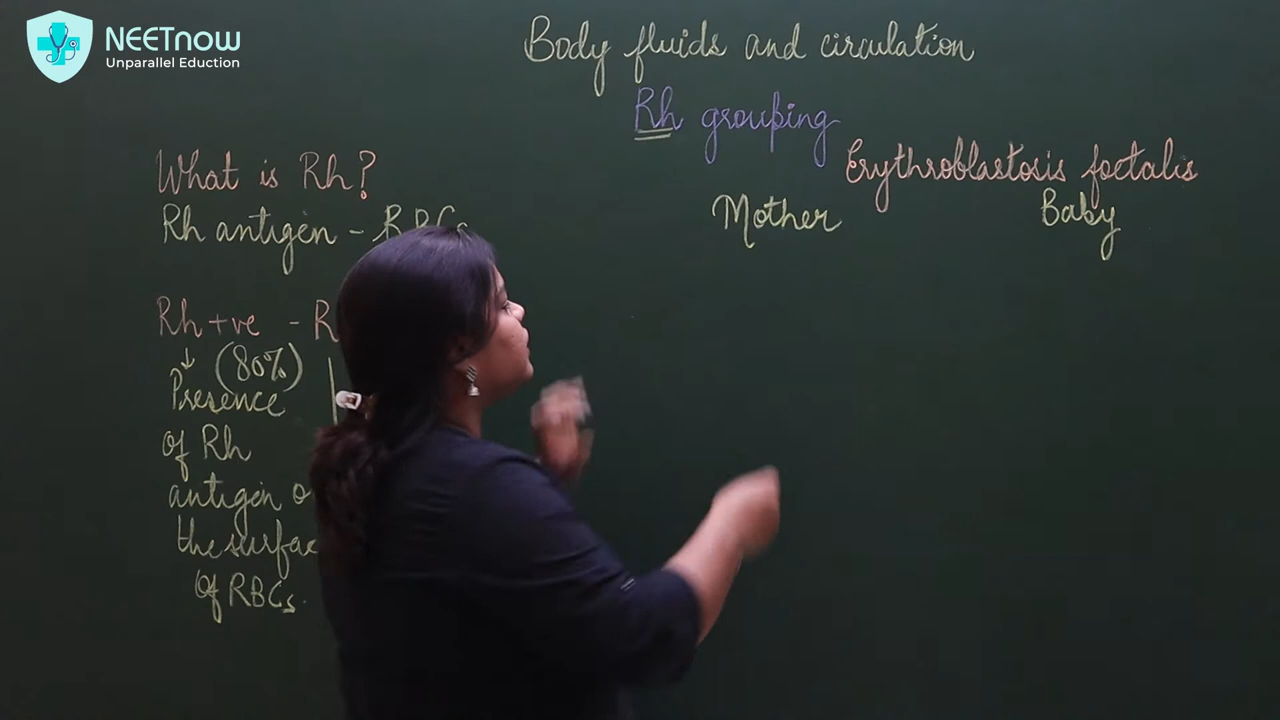 NEETnow
Unparallel Eduction
Body fluids and circulation
Rh grouping
What is Rh?
Rh antigen -
Erythroblastosis foetalis
Mother
Baby
Rh +ve - R
↓ (80%)
Presence
of Rh
antigen o
the surfac
of RBCs.